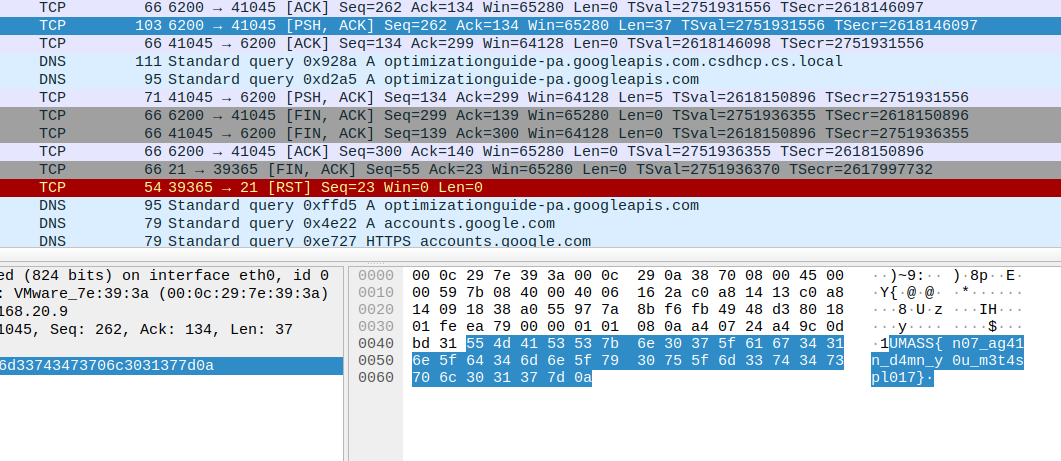 TCP 66 6200 → 41045 [ACK] Seq=262 Ack=134 Win=65280 Len=0 TSval=2751931556 TSecr=2618146097
TCP 103 6200 → 41045 [PSH, ACK] Seq=262 Ack=134 Win=65280 Len=37 TSval=2751931556 TSecr=2618146097
TCP 66 41045 → 6200 [ACK] Seq=134 Ack=299 Win=64128 Len=0 TSval=2618146098 TSecr=2751931556
DNS 111 Standard query 0x928a A optimizationguide-pa.googleapis.com.csdhcp.cs.local
DNS 95 Standard query 0xd2a5 A optimizationguide-pa.googleapis.com
TCP 71 41045 → 6200 [PSH, ACK] Seq=134 Ack=299 Win=64128 Len=5 TSval=2618150896 TSecr=2751931556
TCP 66 6200 → 41045 [FIN, ACK] Seq=299 Ack=139 Win=65280 Len=0 TSval=2751936355 TSecr=2618150896
TCP 66 41045 → 6200 [FIN, ACK] Seq=139 Ack=300 Win=64128 Len=0 TSval=2618150896 TSecr=2751936355
TCP 66 6200 → 41045 [ACK] Seq=300 Ack=140 Win=65280 Len=0 TSval=2751936355 TSecr=2618150896
TCP 66 21 → 39365 [FIN, ACK] Seq=55 Ack=23 Win=65280 Len=0 TSval=2751936370 TSecr=2617997732
TCP 54 39365 → 21 [RST] Seq=23 Win=0 Len=0
DNS 95 Standard query 0xffd5 A optimizationguide-pa.googleapis.com
DNS 79 Standard query 0x4e22 A accounts.google.com
DNS 79 Standard query 0xe727 HTTPS accounts.google.com
ed (824 bits) on interface eth0, id 0
: VMware_7e:39:3a (00:0c:29:7e:39:3a)
168.20.9
1045, Seq: 262, Ack: 134, Len: 37
6d33743473706c3031377d0a
0000 00 0c 29 7e 39 3a 00 0c 29 0a 38 70 08 00 45 00 ··)~9:·· )·8p··E·
0010 00 59 7b 08 40 00 40 06 16 2a c0 a8 14 13 c0 a8 ·Y{·@·@· ·*······
0020 14 09 18 38 a0 55 97 7a 8b f6 fb 49 48 d3 80 18 ···8·U·z ···IH···
0030 01 fe ea 79 00 00 01 01 08 0a a4 07 24 a4 9c 0d ···y···· ····$···
0040 bd 31 55 4d 41 53 53 7b 6e 30 37 5f 61 67 34 31 ·1UMASS{ n07_ag41
0050 6e 5f 64 34 6d 6e 5f 79 30 75 5f 6d 33 74 34 73 n_d4mn_y 0u_m3t4s
0060 70 6c 30 31 37 7d 0a pl017}·